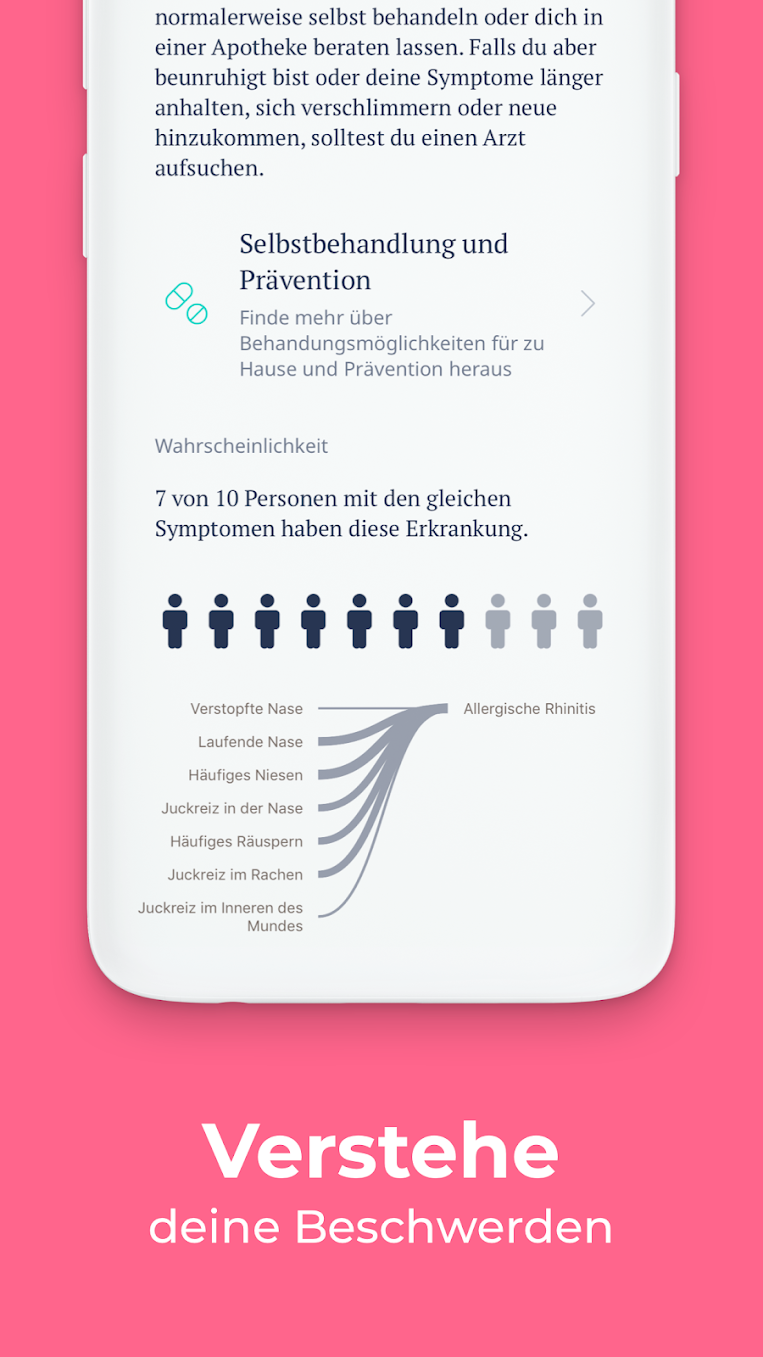 normalerweise selbst behandeln oder dich in
einer Apotheke beraten lassen. Falls du aber
beunruhigt bist oder deine Symptome länger
anhalten, sich verschlimmern oder neue
hinzukommen, solltest du einen Arzt
aufsuchen.
Selbstbehandlung und
Prävention
Finde mehr über
Behandungsmöglichkeiten für zu
Hause und Prävention heraus
Wahrscheinlichkeit
7 von 10 Personen mit den gleichen
Symptomen haben diese Erkrankung.
Verstopfte Nase
Allergische Rhinitis
Laufende Nase
Häufiges Niesen
Juckreiz in der Nase
Häufiges Räuspern
Juckreiz im Rachen
Juckreiz im Inneren des
Mundes
Verstehe
deine Beschwerden